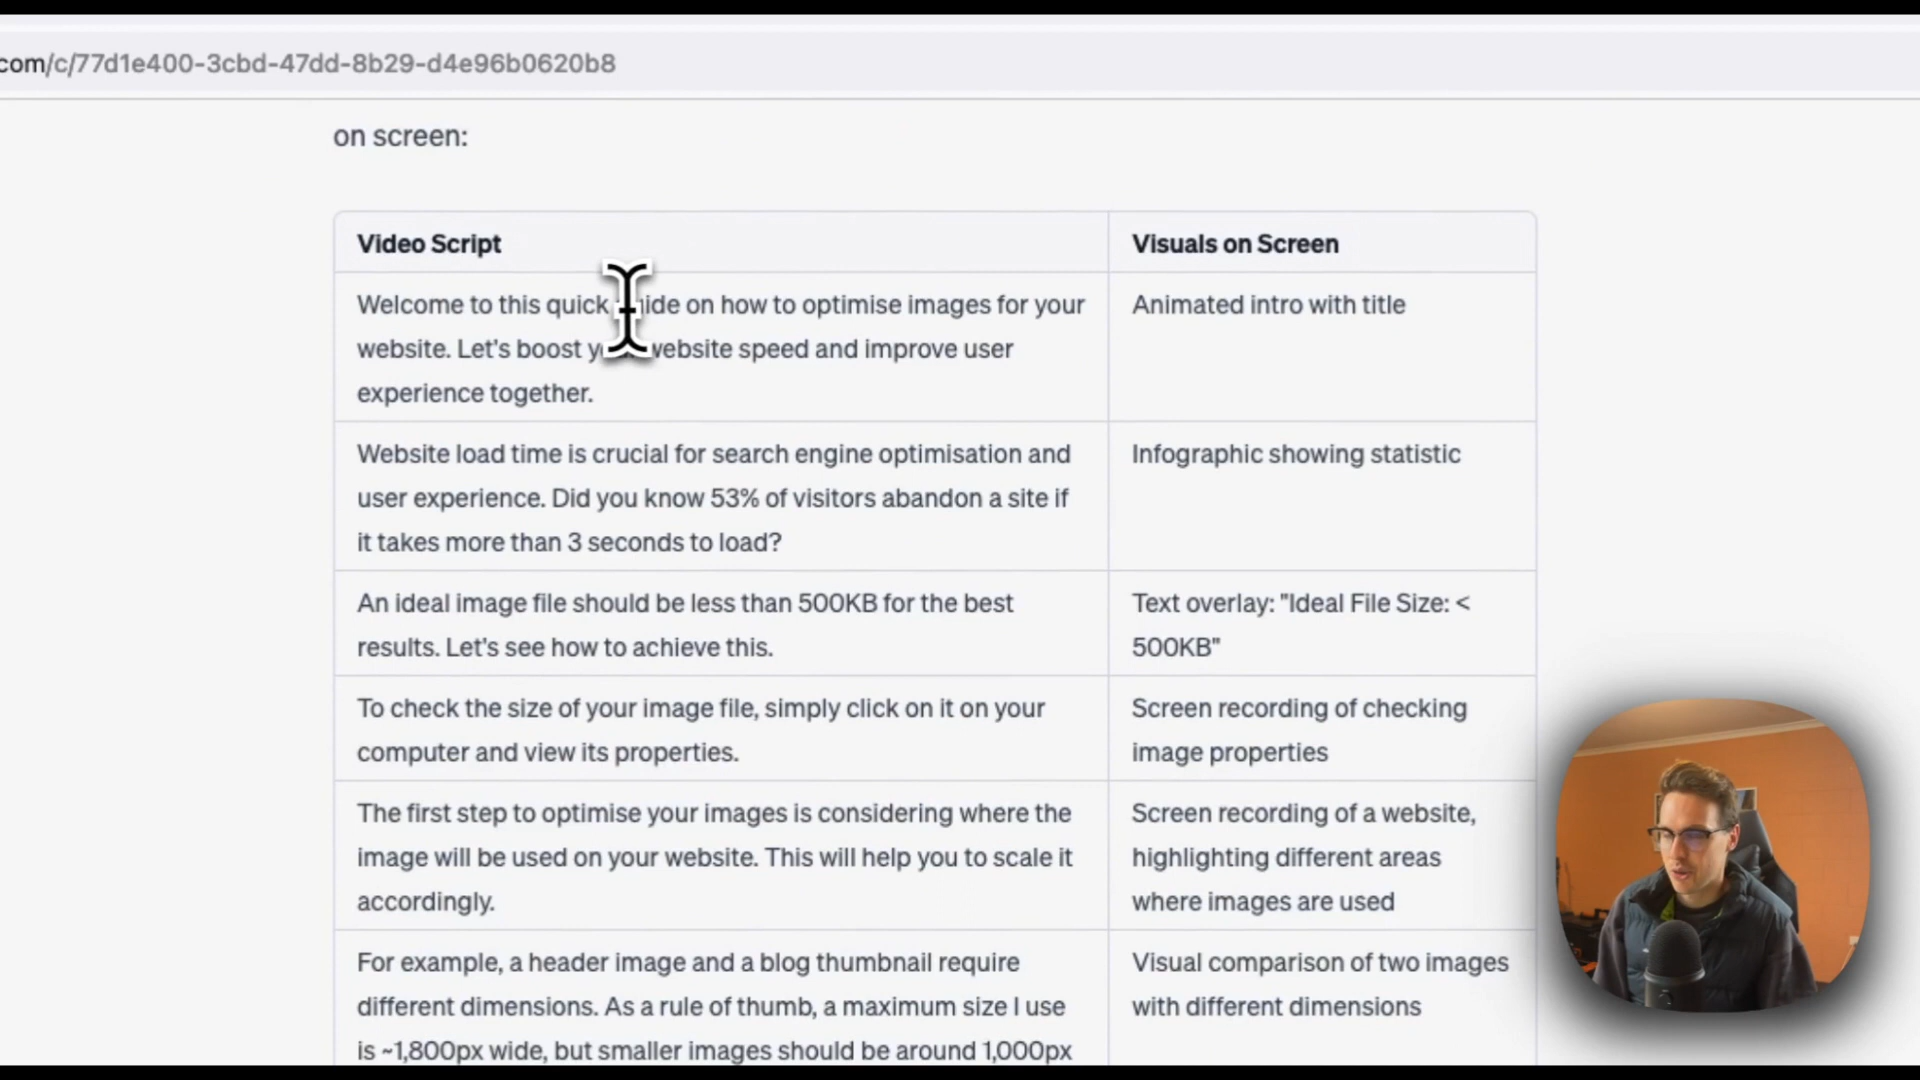 com/c/77d1e400-3cbd-47dd-8b29-d4e96b0620b8
on screen:
Video Script
Visuals on Screen
Welcome to this quick guide on how to optimise images for your
website. Let's boost your website speed and improve user
experience together.
Animated intro with title
Website load time is crucial for search engine optimisation and
user experience. Did you know 53% of visitors abandon a site if
it takes more than 3 seconds to load?
Infographic showing statistic
An ideal image file should be less than 500KB for the best
results. Let's see how to achieve this.
Text overlay: "Ideal File Size: <
500KB"
To check the size of your image file, simply click on it on your
computer and view its properties.
Screen recording of checking
image properties
The first step to optimise your images is considering where the
image will be used on your website. This will help you to scale it
accordingly.
Screen recording of a website,
highlighting different areas
where images are used
For example, a header image and a blog thumbnail require
different dimensions. As a rule of thumb, a maximum size I use
is ~1,800px wide, but smaller images should be around 1,000px
Visual comparison of two images
with different dimensions